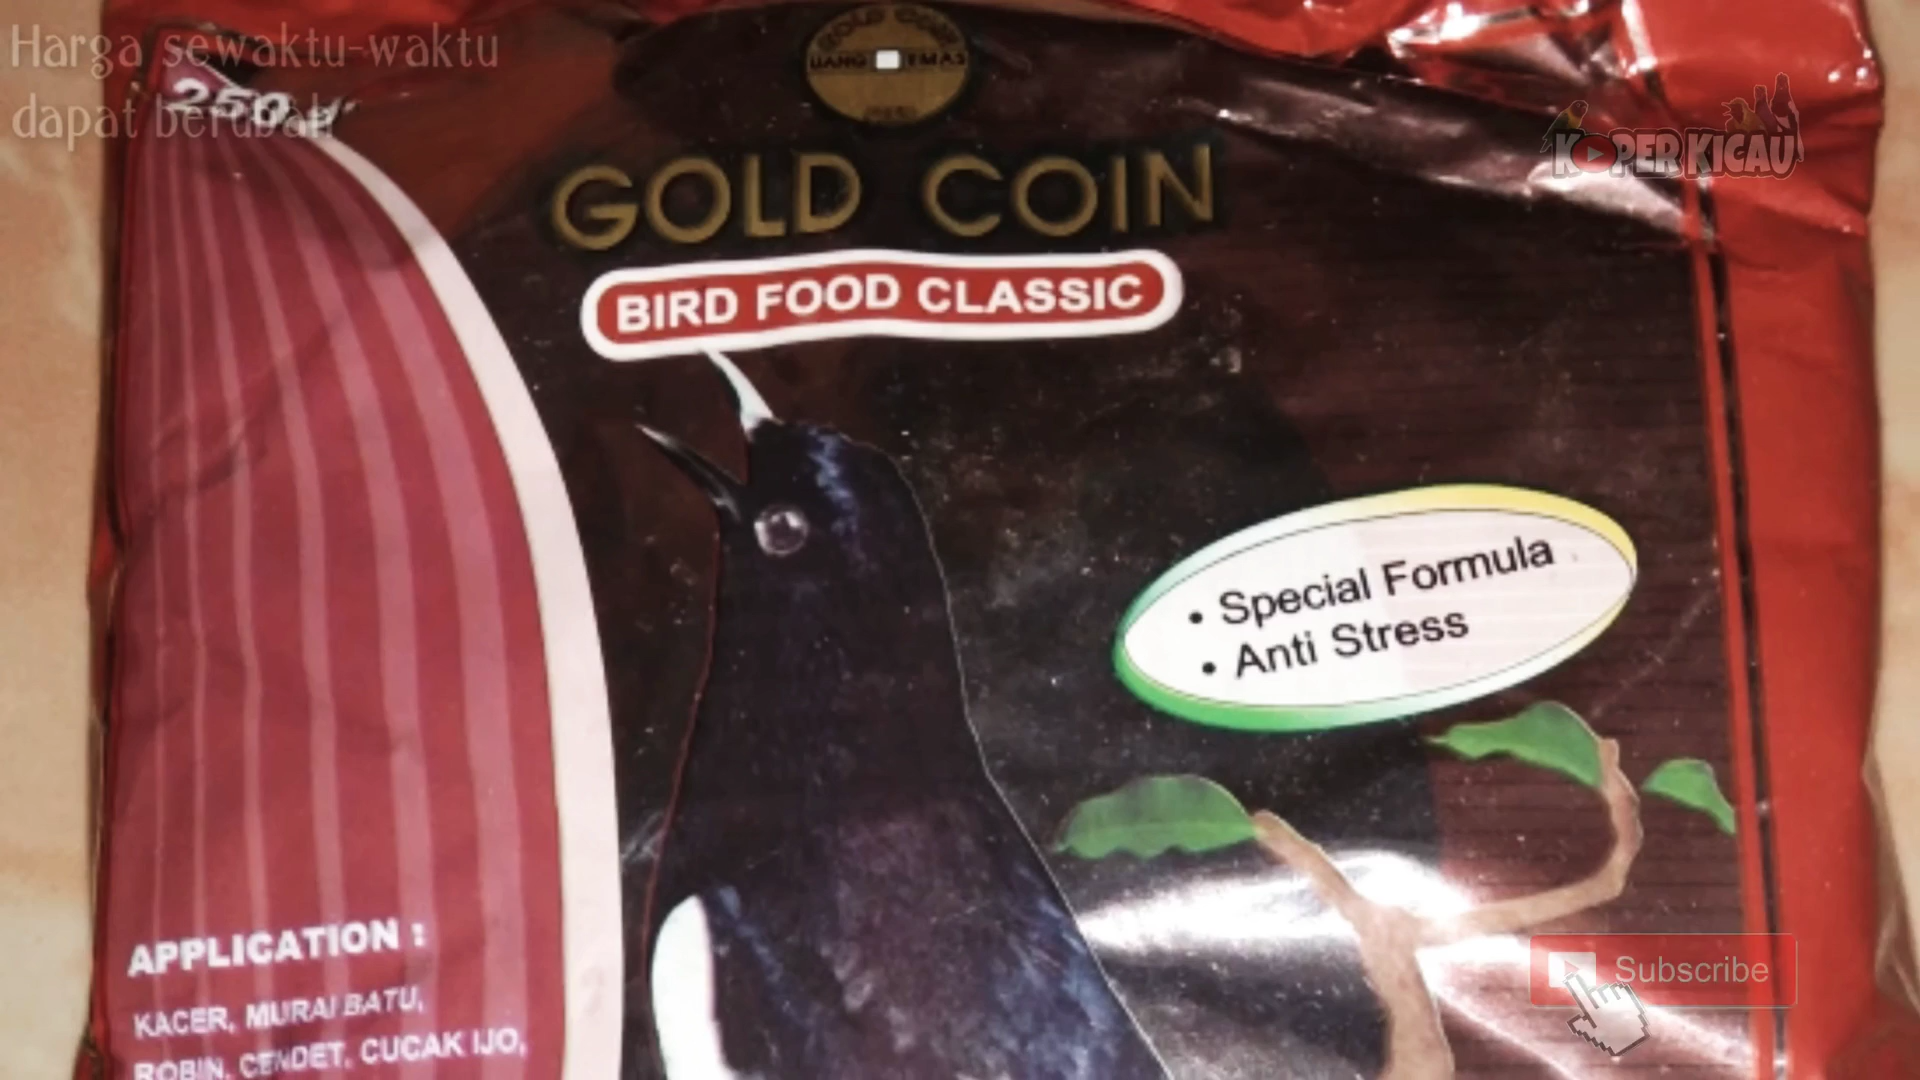 Harga sewaktu-waktu
dapat berubah
250gr
GOLD COIN
UANG EMAS
GOLD COIN
BIRD FOOD CLASSIC
KOPER KICAU
• Special Formula
• Anti Stress
APPLICATION :
KACER, MURAI BATU,
ROBIN, CENDET, CUCAK IJO,
Subscribe